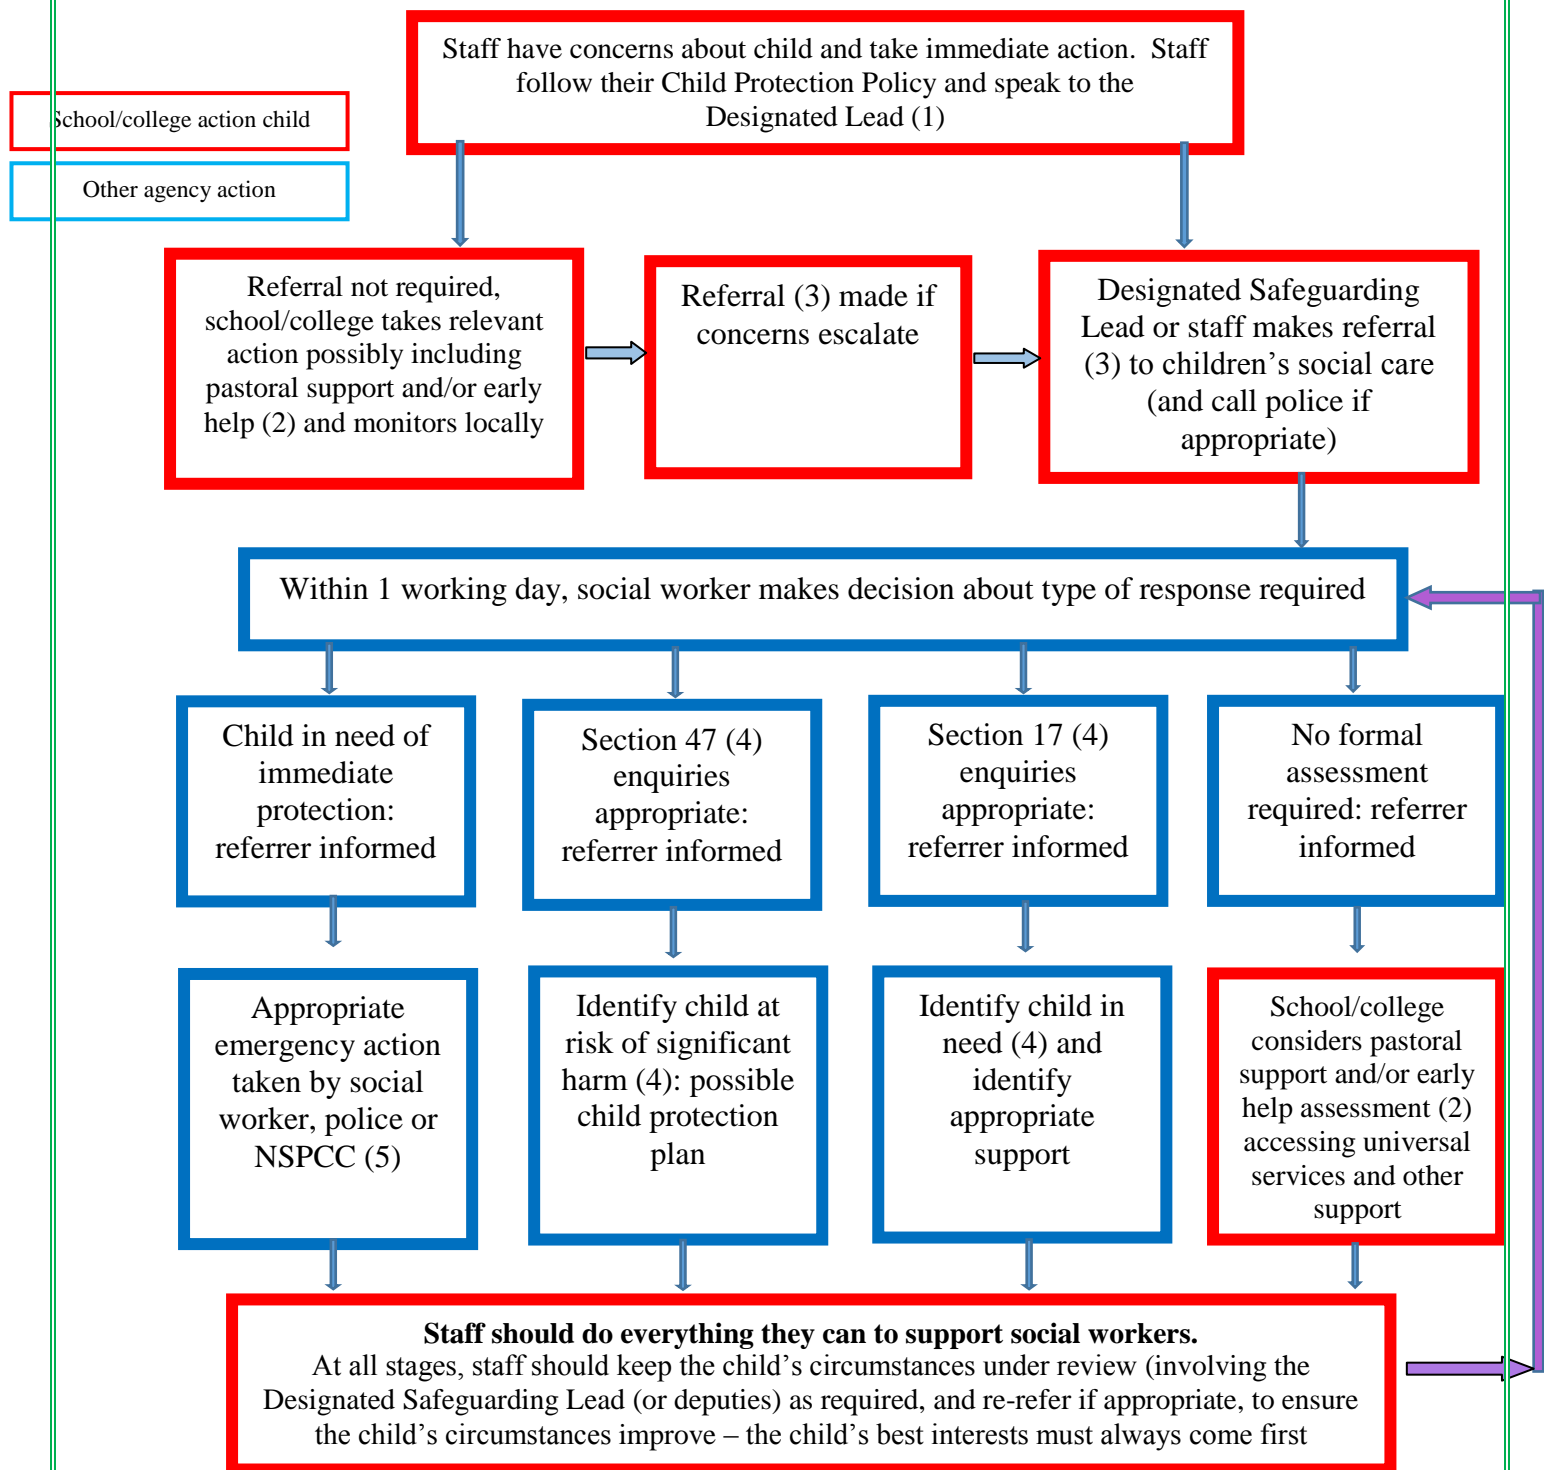 Staff have concerns about child and take immediate action.  Staff
follow their Child Protection Policy and speak to the
Designated Lead (1)
School/college action child
Other agency action
Referral not required,
school/college takes relevant
action possibly including
pastoral support and/or early
help (2) and monitors locally
Referral (3) made if
concerns escalate
Designated Safeguarding
Lead or staff makes referral
(3) to children’s social care
(and call police if
appropriate)
Within 1 working day, social worker makes decision about type of response required
Child in need of
immediate
protection:
referrer informed
Section 47 (4)
enquiries
appropriate:
referrer informed
Section 17 (4)
enquiries
appropriate:
referrer informed
No formal
assessment
required: referrer
informed
Appropriate
emergency action
taken by social
worker, police or
NSPCC (5)
Identify child at
risk of significant
harm (4): possible
child protection
plan
Identify child in
need (4) and
identify
appropriate
support
School/college
considers pastoral
support and/or early
help assessment (2)
accessing universal
services and other
support
Staff should do everything they can to support social workers.
At all stages, staff should keep the child’s circumstances under review (involving the
Designated Safeguarding Lead (or deputies) as required, and re-refer if appropriate, to ensure
the child’s circumstances improve – the child’s best interests must always come first